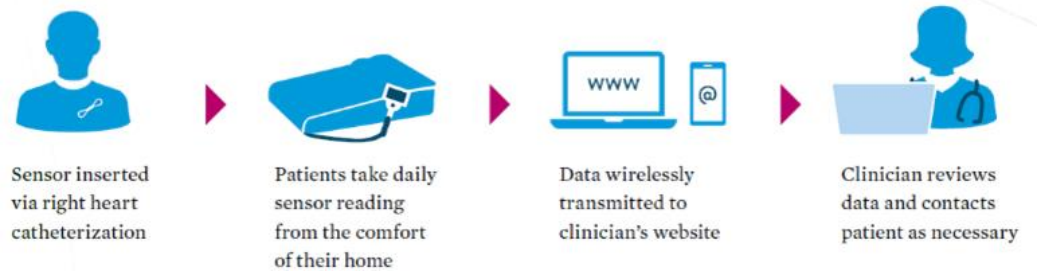 www
@
Sensor inserted
via right heart
catheterization
Patients take daily
sensor reading
from the comfort
of their home
Data wirelessly
transmitted to
clinician's website
Clinician reviews
data and contacts
patient as necessary